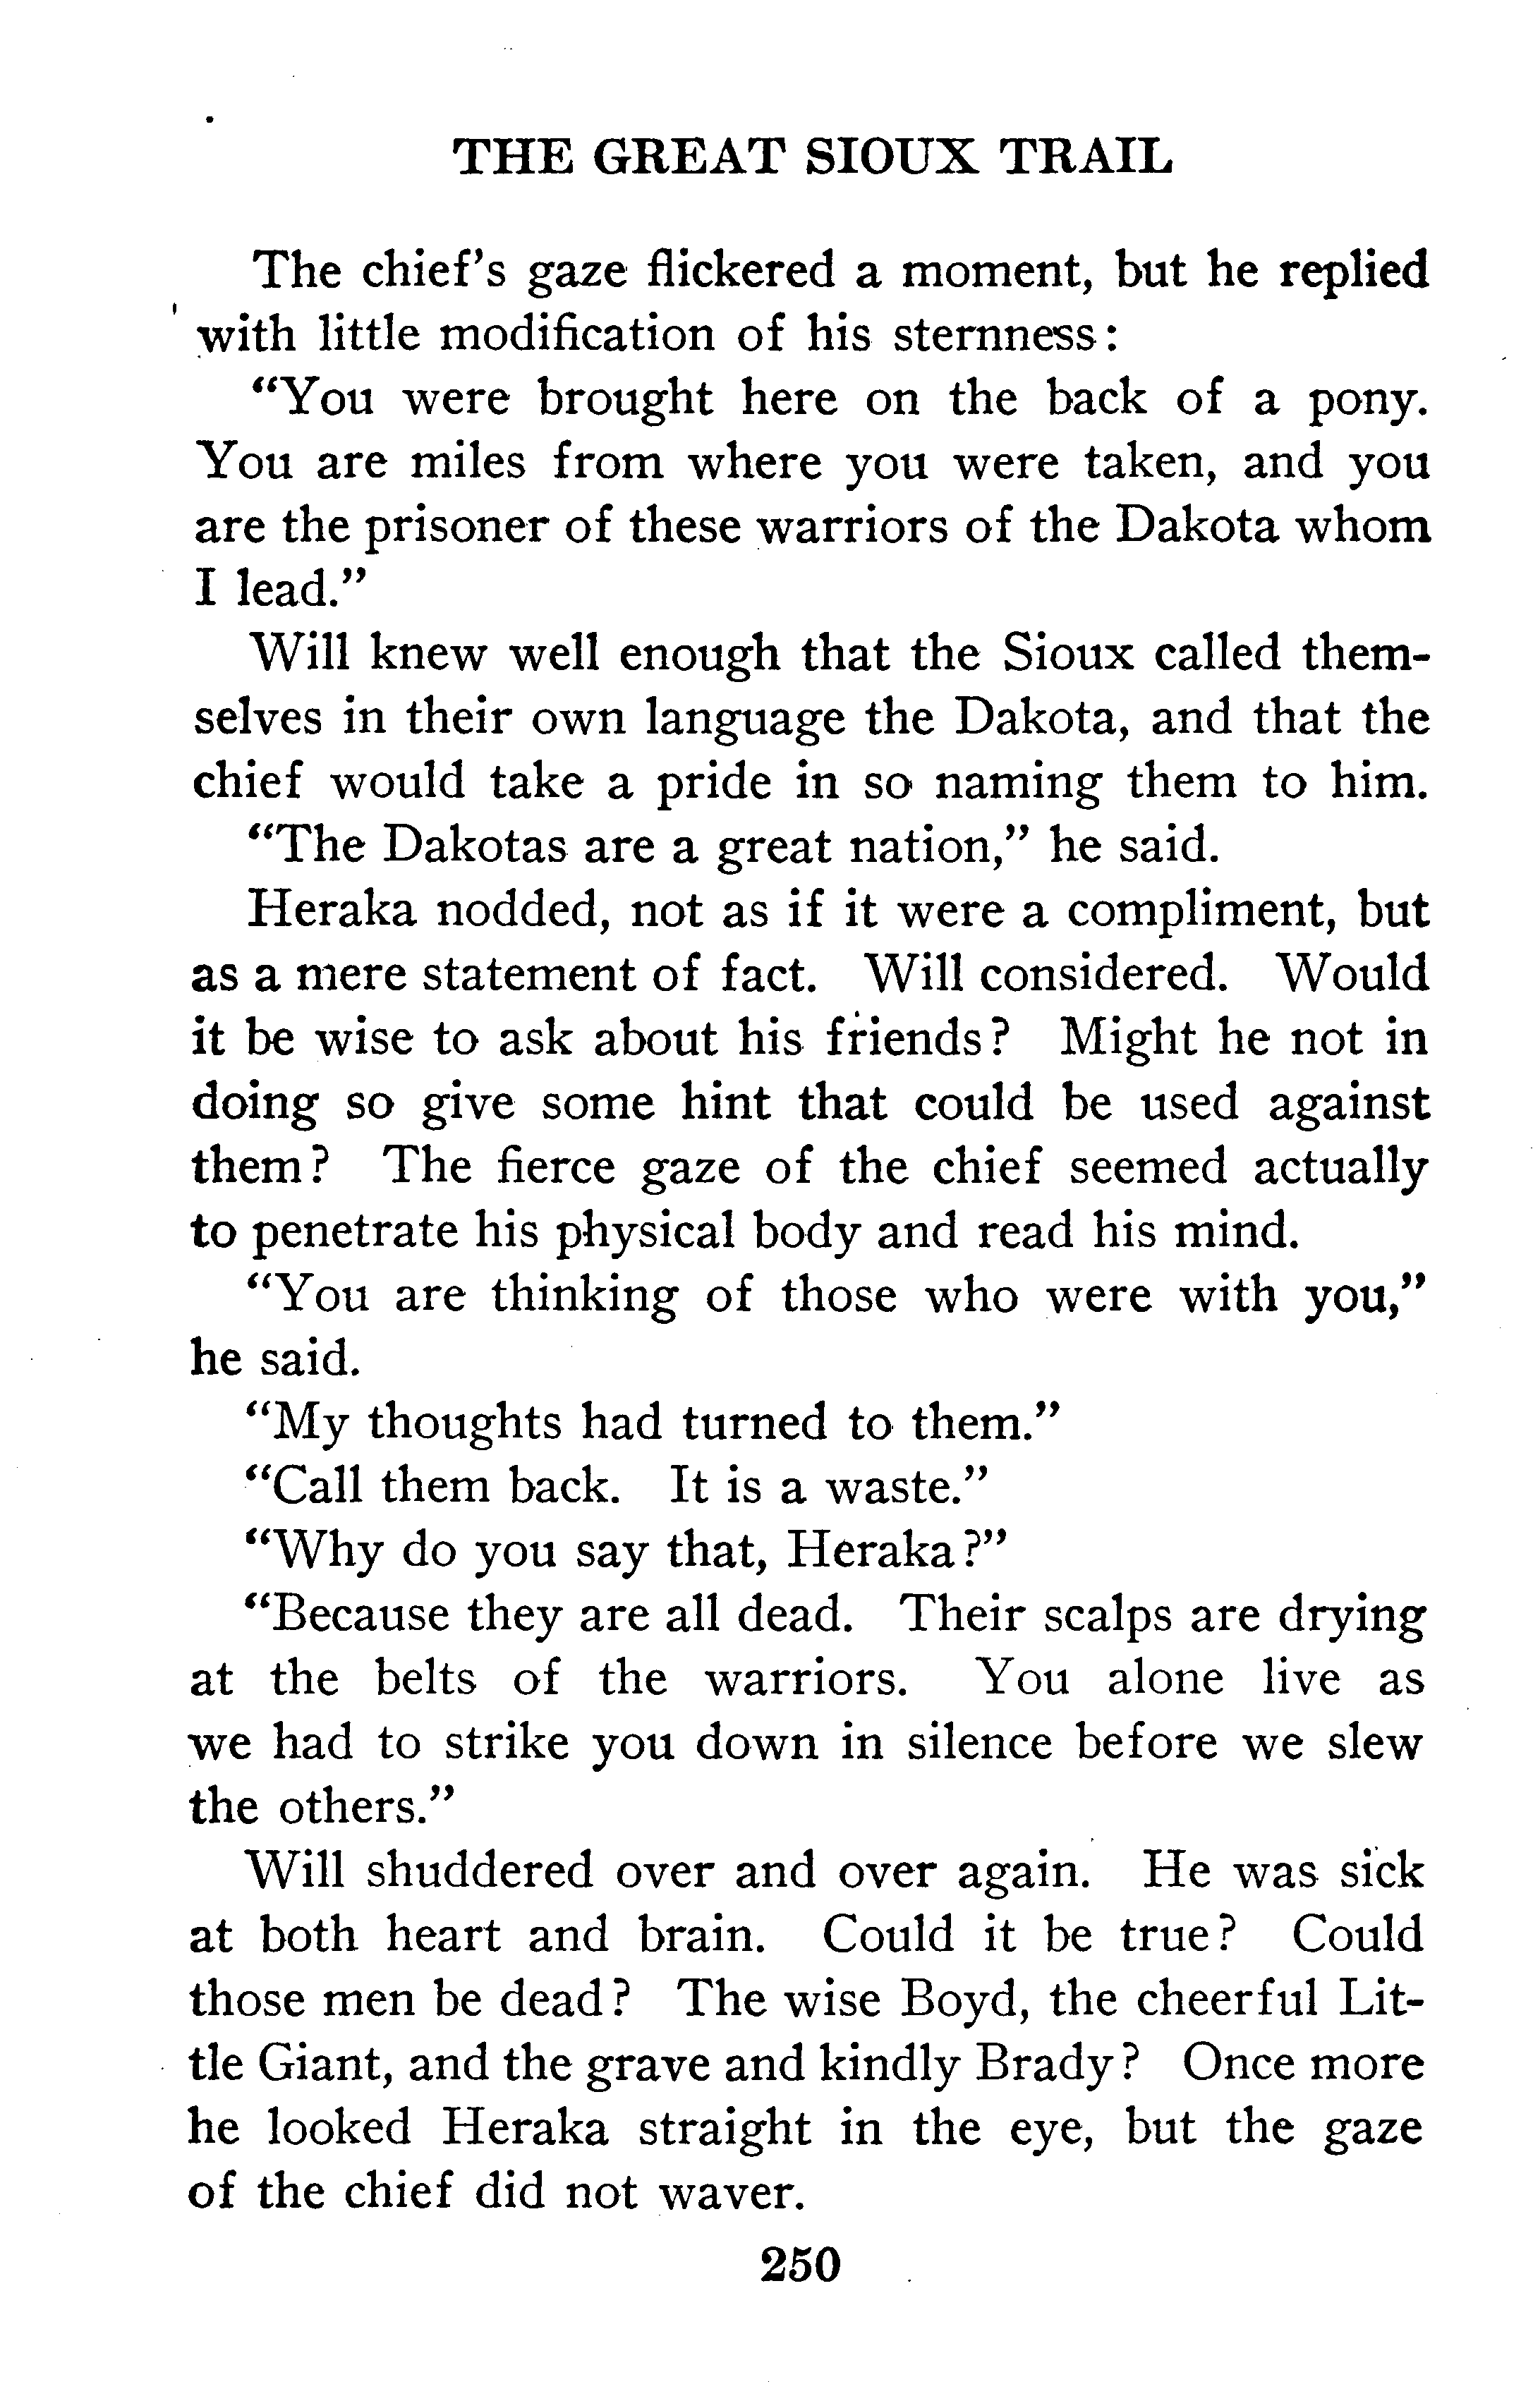 THE GREAT SIOUX TRAIL
The chief's gaze flickered a moment, but he replied
with little modification of his sternness:
"You were brought here on the back of a pony.
You are miles from where you were taken, and you
are the prisoner of these warriors of the Dakota whom
I lead."
Will knew well enough that the Sioux called them-
selves in their own language the Dakota, and that the
chief would take a pride in so naming them to him.
"The Dakotas are a great nation," he said.
Heraka nodded, not as if it were a compliment, but
as a mere statement of fact. Will considered. Would
it be wise to ask about his friends? Might he not in
doing so give some hint that could be used against
them? The fierce gaze of the chief seemed actually
to penetrate his physical body and read his mind.
"You are thinking of those who were with you,"
he said.
"My thoughts had turned to them."
"Call them back. It is a waste."
"Why do you say that, Heraka?"
"Because they are all dead. Their scalps are drying
at the belts of the warriors. You alone live as
we had to strike you down in silence before we slew
the others."
Will shuddered over and over again. He was sick
at both heart and brain. Could it be true? Could
those men be dead? The wise Boyd, the cheerful Lit-
tle Giant, and the grave and kindly Brady? Once more
he looked Heraka straight in the eye, but the gaze
of the chief did not waver.
250